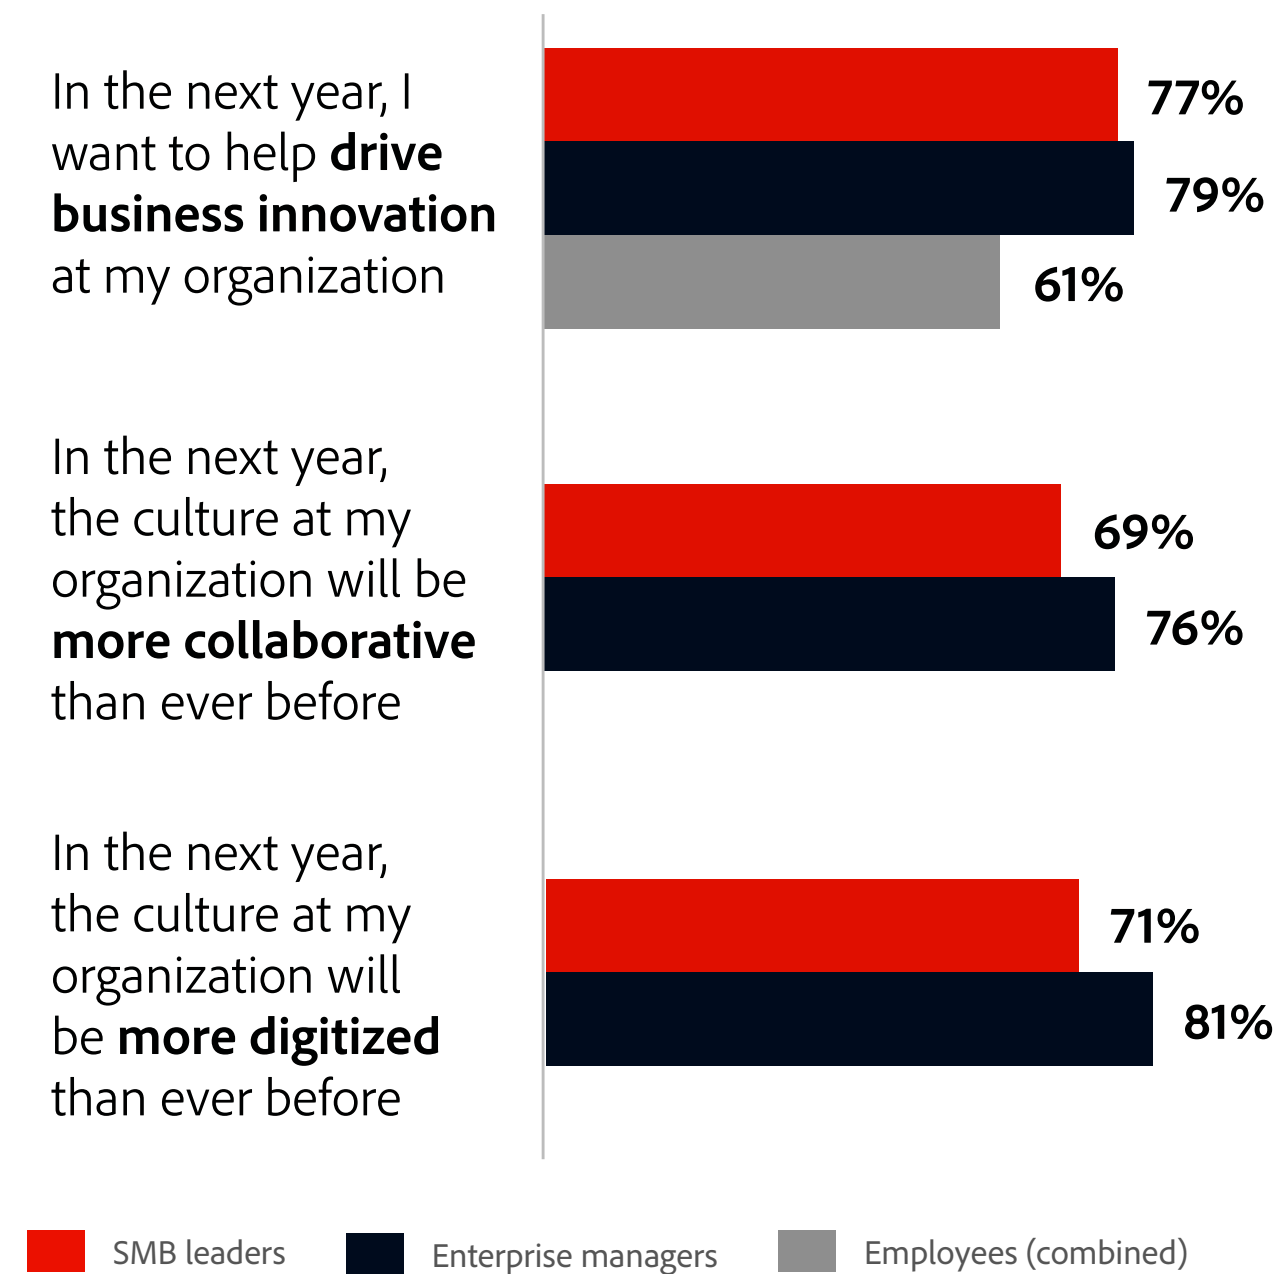 In the next year, I
want to help drive
business innovation
at my organization
77%
79%
61%
In the next year,
the culture at my
organization will be
more collaborative
than ever before
69%
76%
In the next year,
the culture at my
organization will
be more digitized
than ever before
71%
81%
SMB leaders
Enterprise managers
Employees (combined)